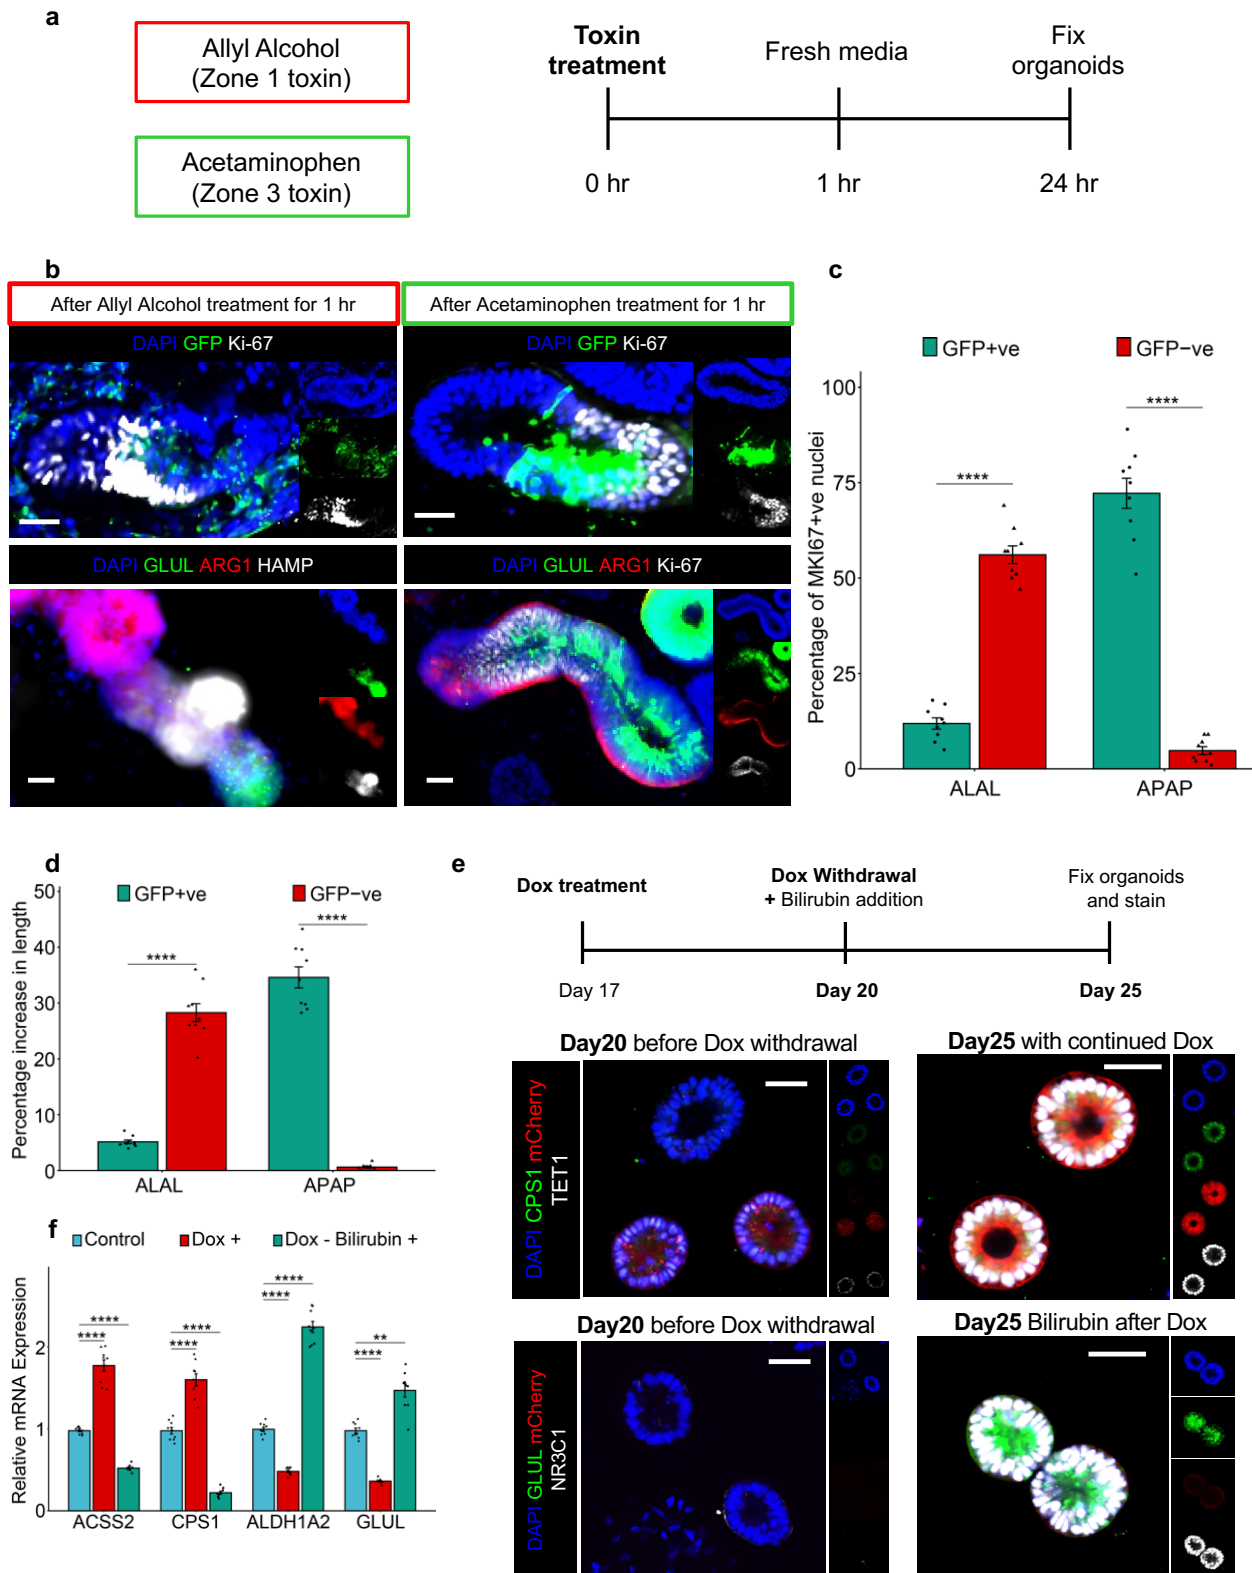 a
Allyl Alcohol
(Zone 1 toxin)
Acetaminophen
(Zone 3 toxin)
Toxin
treatment
Fresh media
Fix
organoids
0 hr
1 hr
24 hr
b
After Allyl Alcohol treatment for 1 hr
After Acetaminophen treatment for 1 hr
DAPI GFP Ki-67
DAPI GFP Ki-67
DAPI GLUL ARG1 HAMP
DAPI GLUL ARG1 Ki-67
c
GFP+ve
GFP−ve
Percentage of MKI67+ve nuclei
100
75
50
25
0
****
****
ALAL
APAP
d
GFP+ve
GFP−ve
Percentage increase in length
50
40
30
20
10
0
****
****
ALAL
APAP
e
Dox treatment
Dox Withdrawal
+ Bilirubin addition
Fix organoids
and stain
Day 17
Day 20
Day 25
Day20 before Dox withdrawal
Day25 with continued Dox
DAPI CPS1 mCherry
TET1
Day20 before Dox withdrawal
Day25 Bilirubin after Dox
DAPI GLUL mCherry
NR3C1
f
Control
Dox +
Dox - Bilirubin +
Relative mRNA Expression
2
1
0
****
****
****
****
****
****
**
****
ACSS2
CPS1
ALDH1A2
GLUL